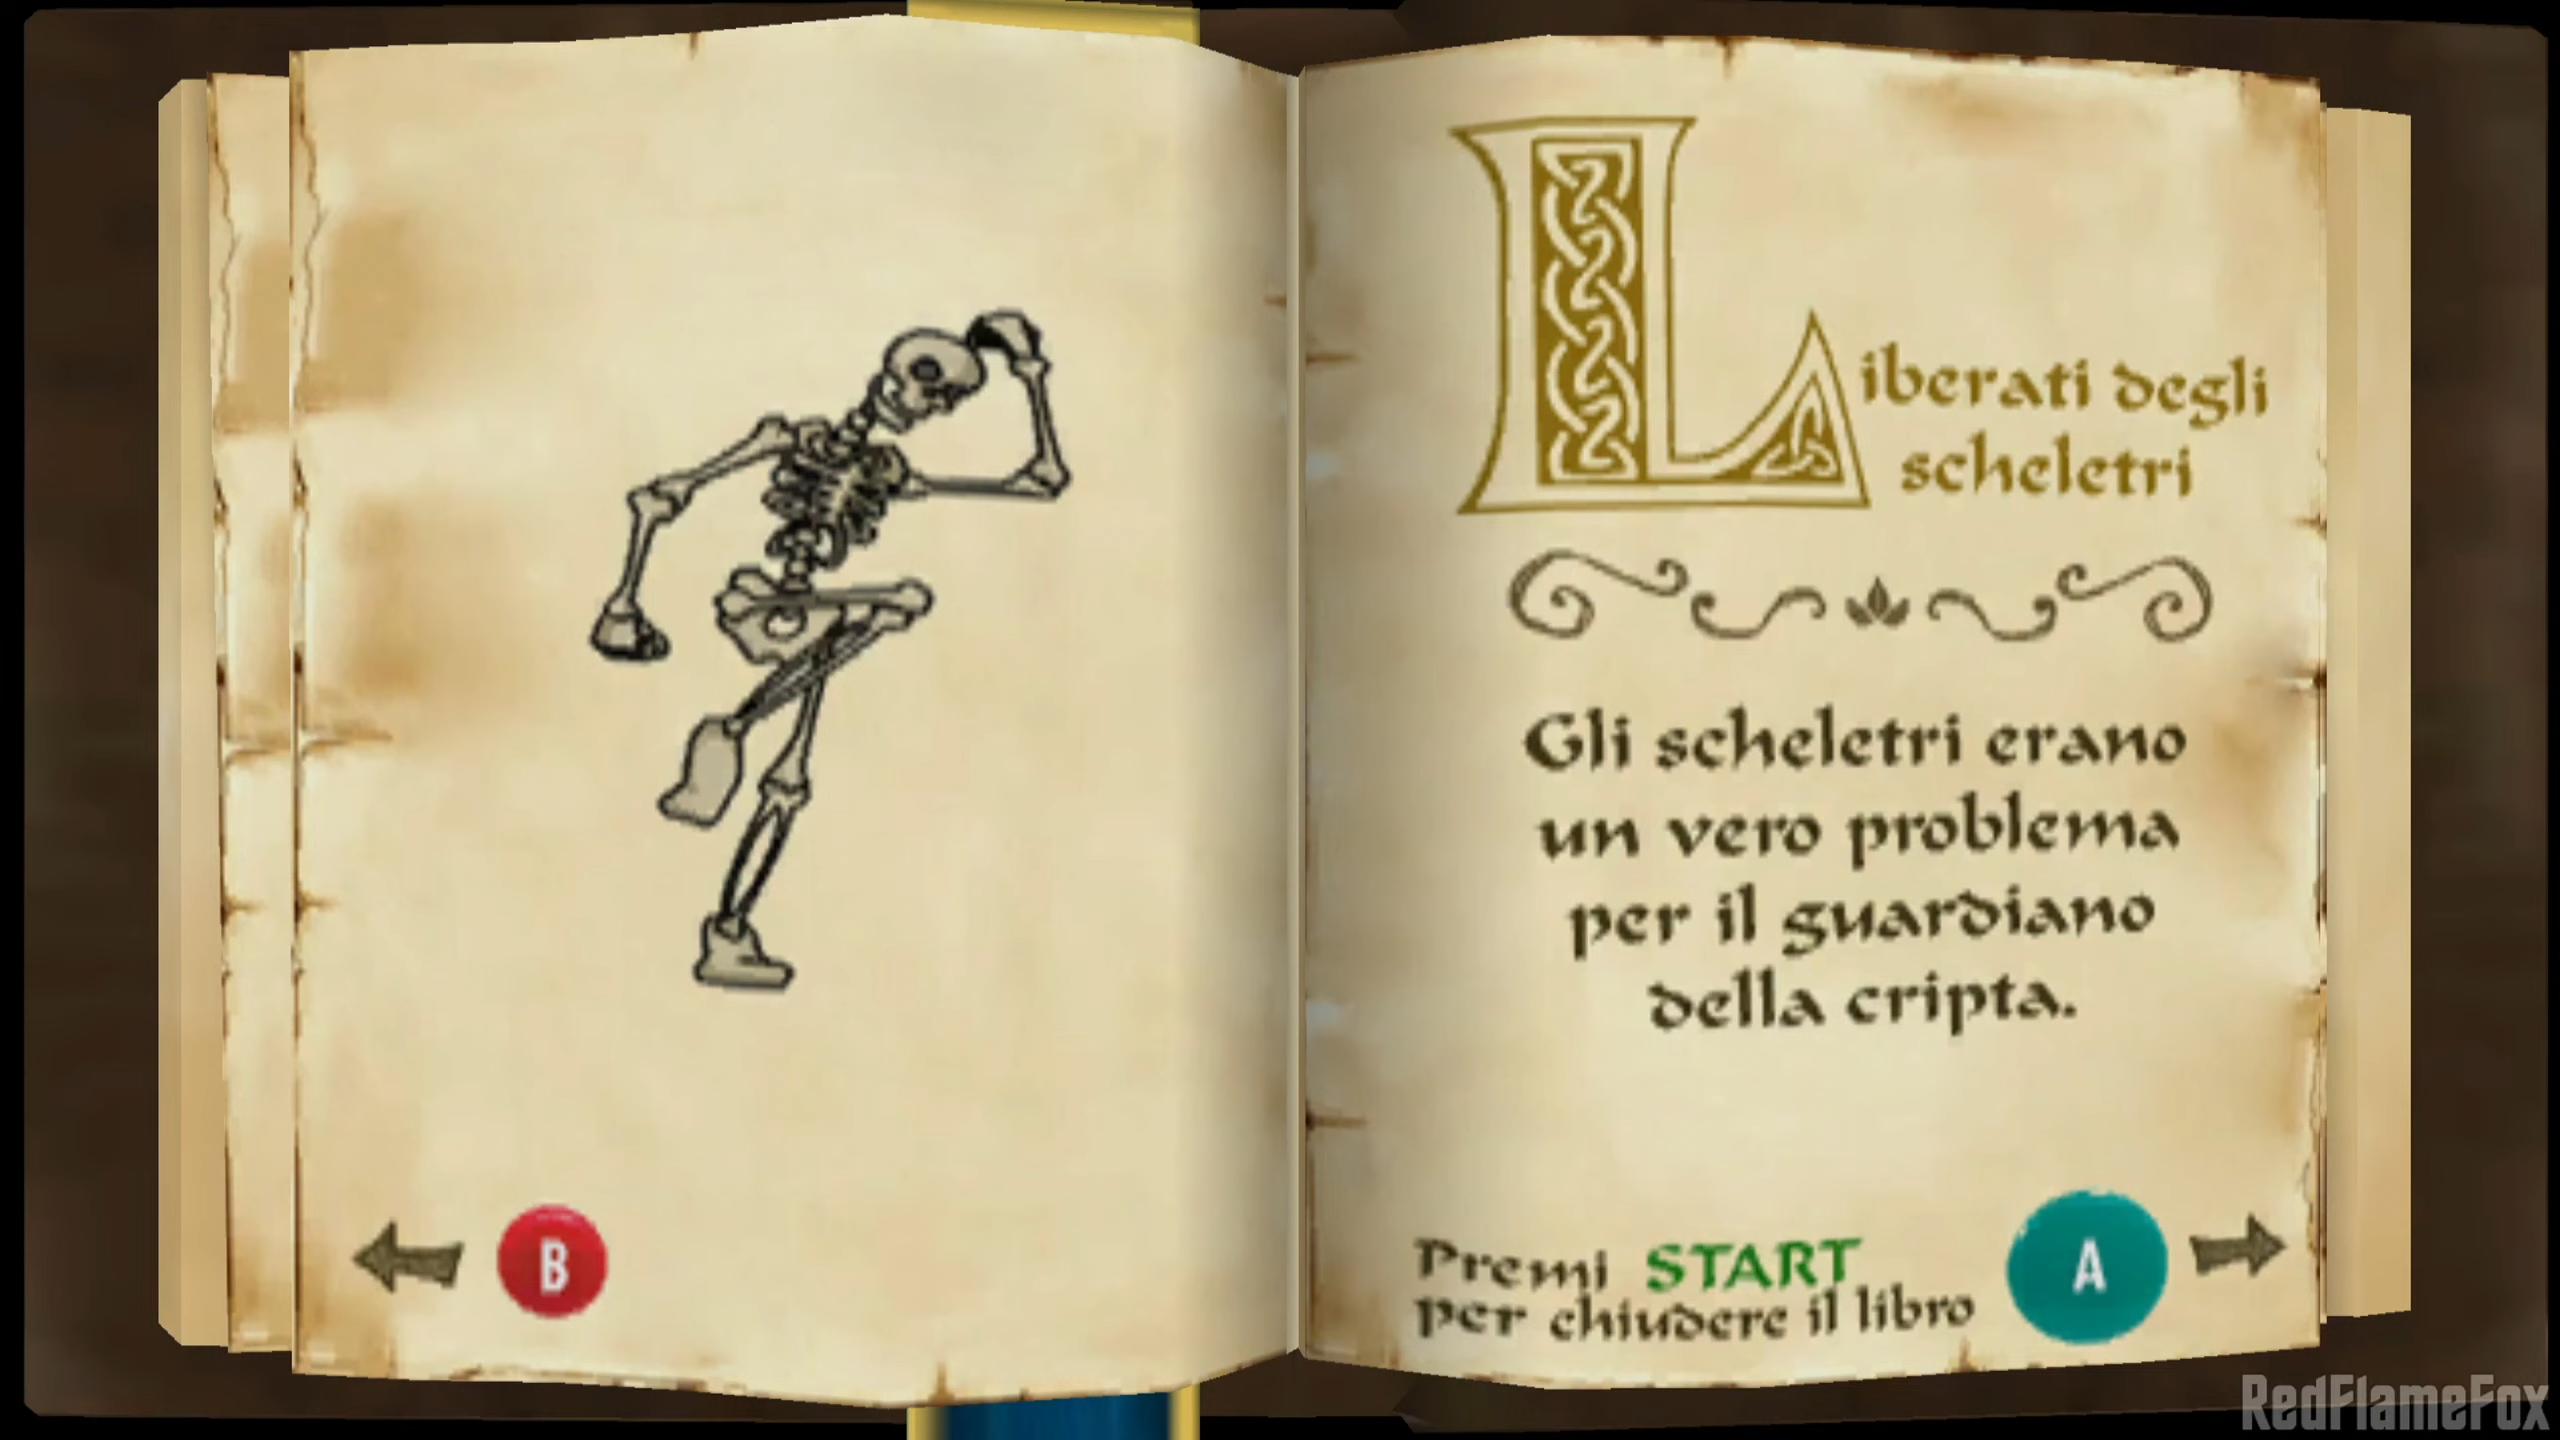 Liberati degli
scheletri
Gli scheletri erano
un vero problema
per il guardiano
della cripta.
B
Premi START
per chiudere il libro
A
RedFlameFox